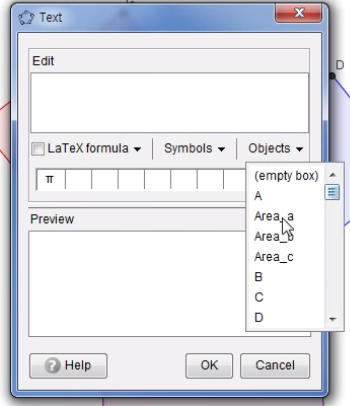 Text
D
Edit
LaTeX formula Symbols Objects
π
(empty box)
A
Area_a
Area_b
Area_c
B
C
D
Preview
Help OK Cancel